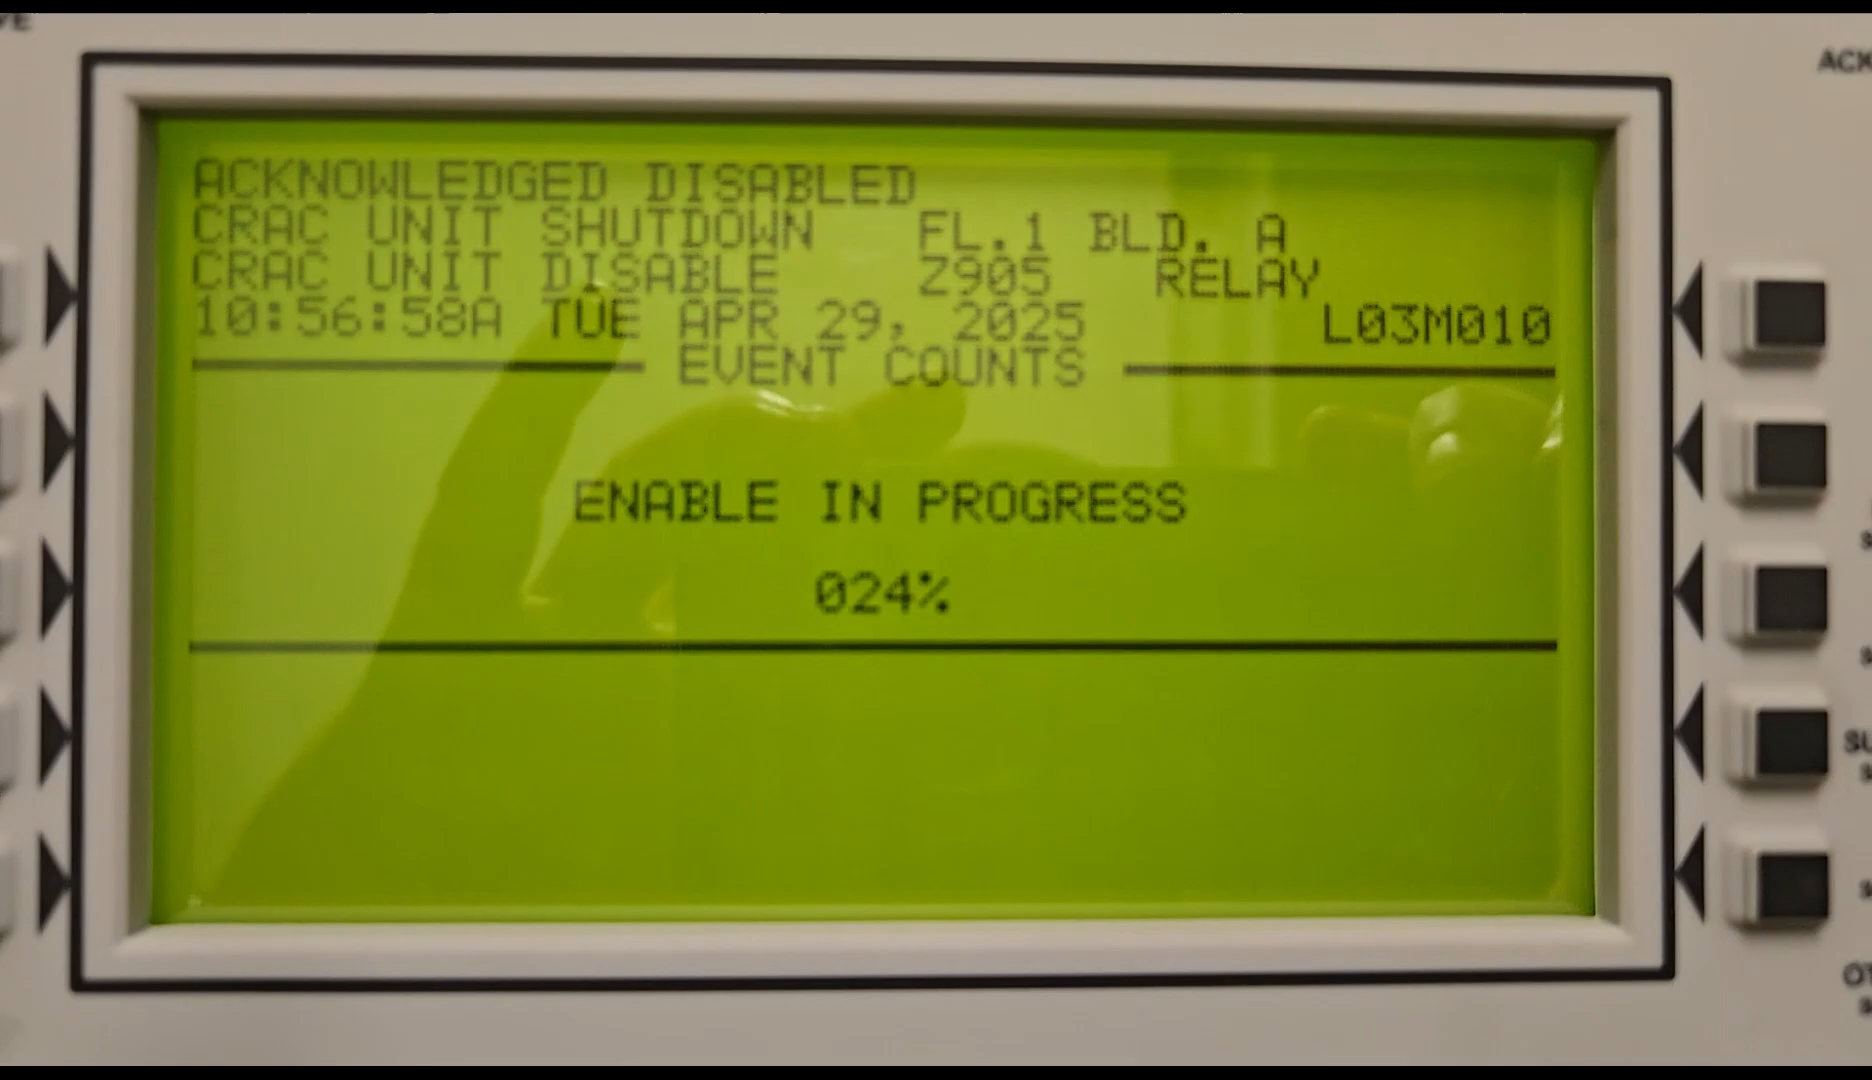 ACK
ACKNOWLEDGED DISABLED
CRAC UNIT SHUTDOWN FL.1 BLD. A
CRAC UNIT DISABLE Z905 RELAY
10:56:58A TUE APR 29, 2025 L03M010
EVENT COUNTS
ENABLE IN PROGRESS
024%